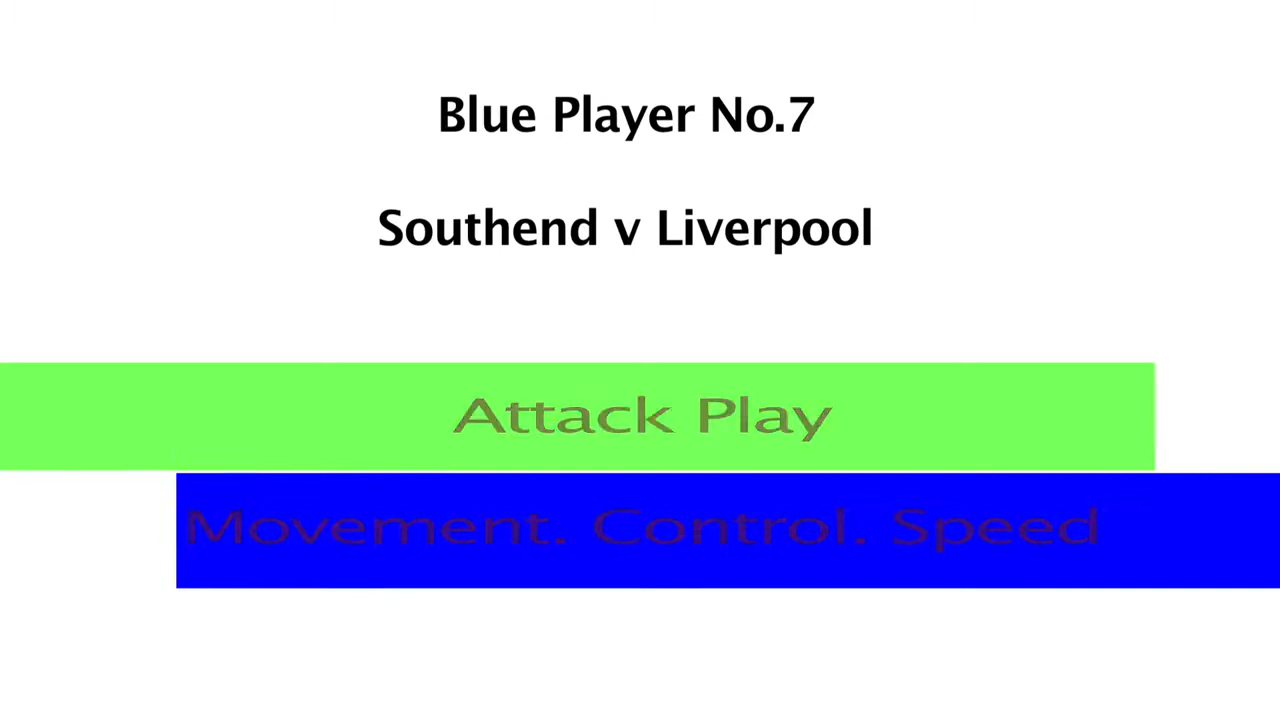 Blue Player No.7
Southend v Liverpool
Attack Play
Movement. Control. Speed